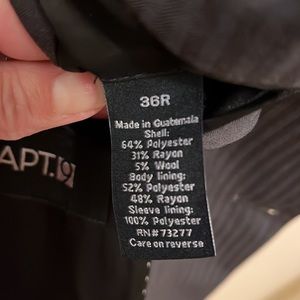 36R
Made in Guatemala
Shell:
64% Polyester
31% Rayon
5% Wool
Body lining:
52% Polyester
48% Rayon
Sleeve lining:
100% Polyester
RN#73277
Care on reverse
APT.9